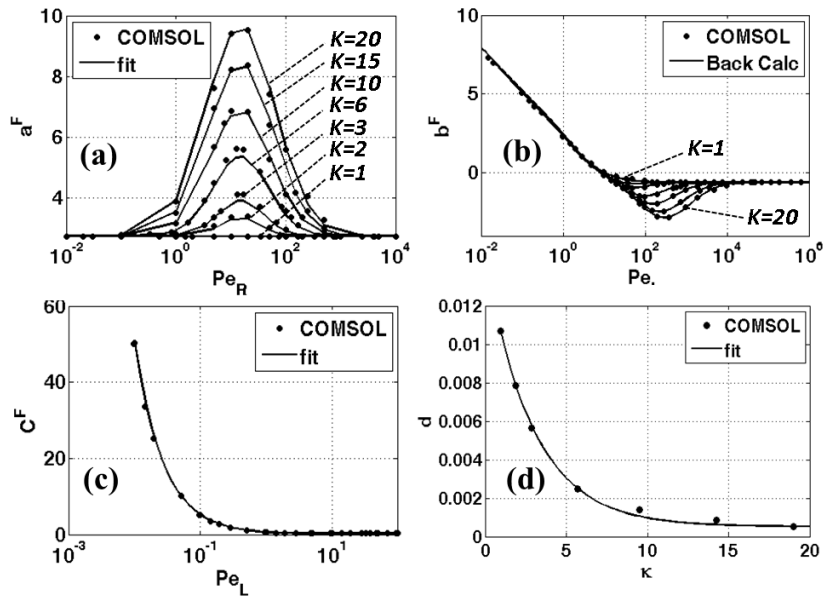 10
8
6
4
a^F
COMSOL
fit
K=20
K=15
K=10
K=6
K=3
K=2
K=1
(a)
10^-2 10^0 10^2 10^4
Pe_R
10
5
0
-5
b^F
COMSOL
Back Calc
(b)
K=1
K=20
10^-2 10^0 10^2 10^4 10^6
Pe.
60
40
20
0
C^F
COMSOL
fit
(c)
10^-3 10^-1 10^1
Pe_L
0.012
0.01
0.008
0.006
0.004
0.002
0
d
COMSOL
fit
(d)
0 5 10 15 20
κ